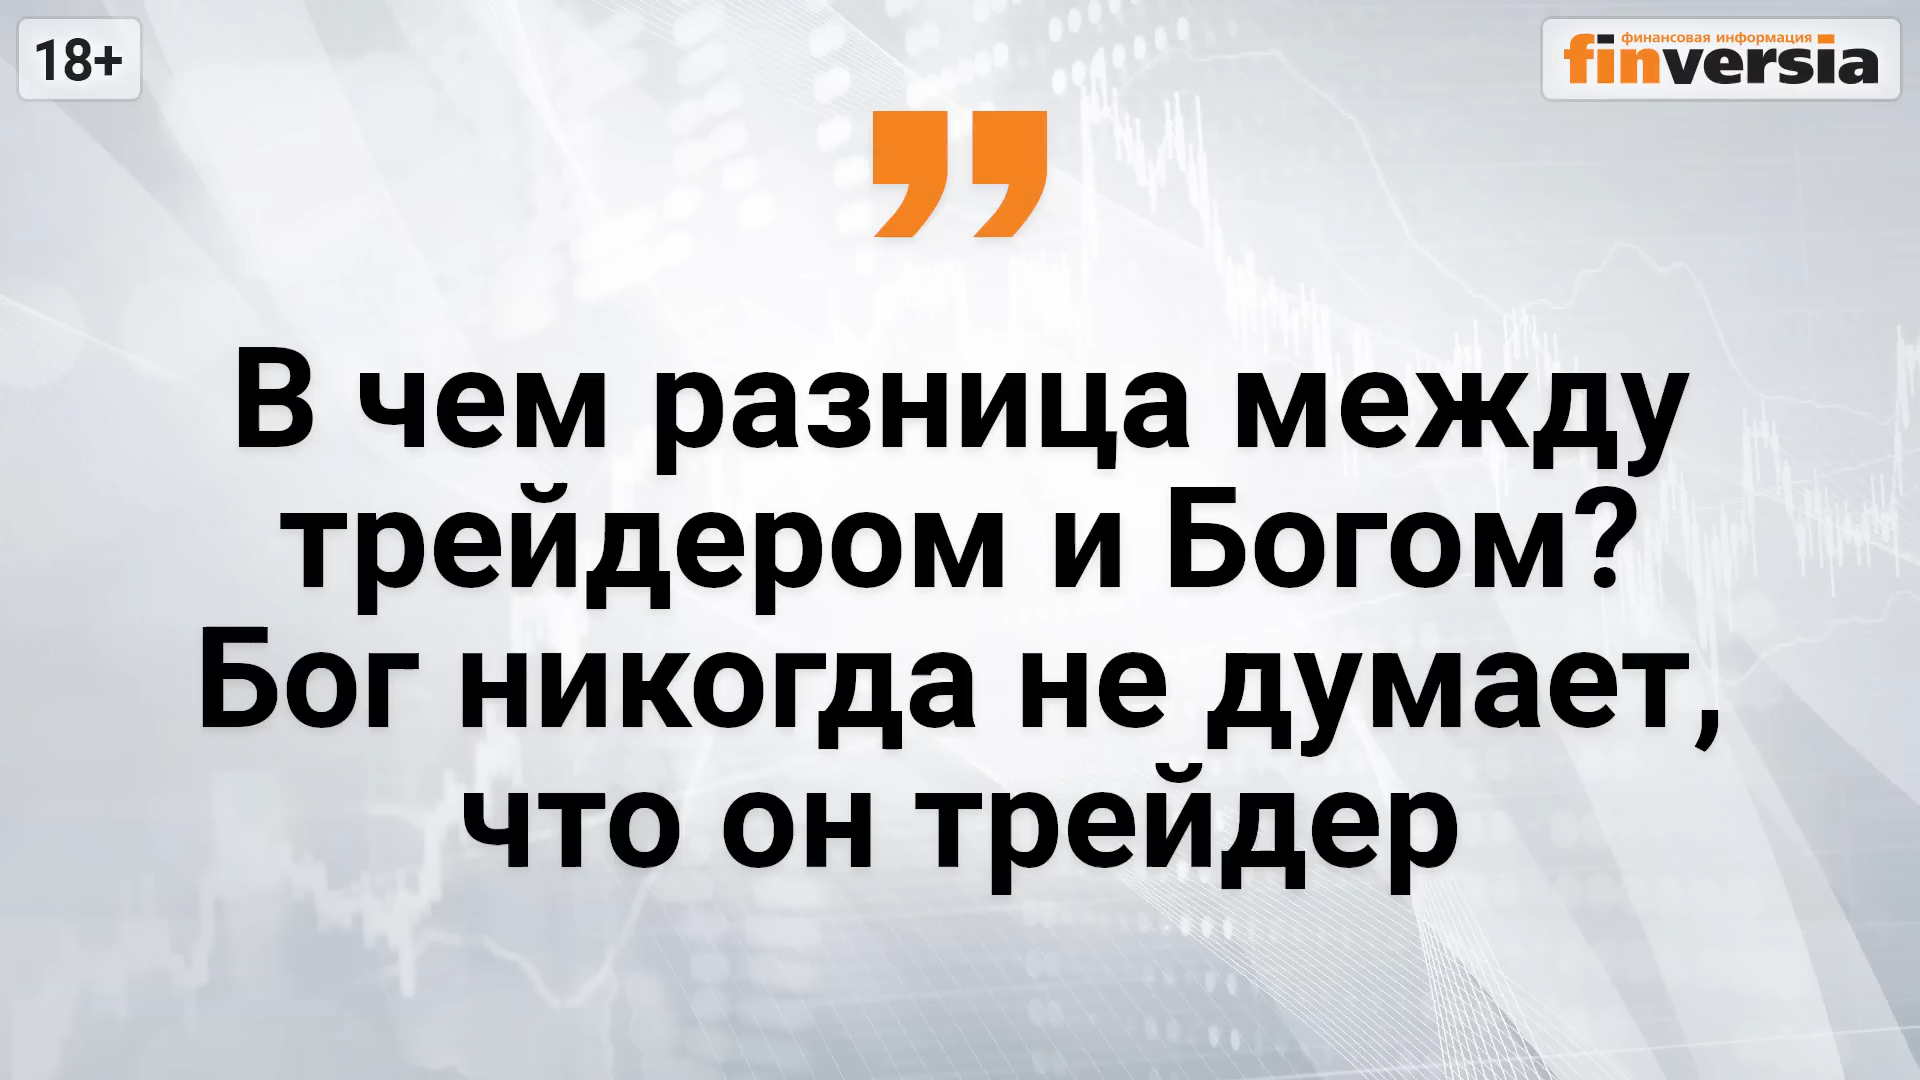 18+
финансовая информация
finversia
В чем разница между
трейдером и Богом?
Бог никогда не думает,
что он трейдер